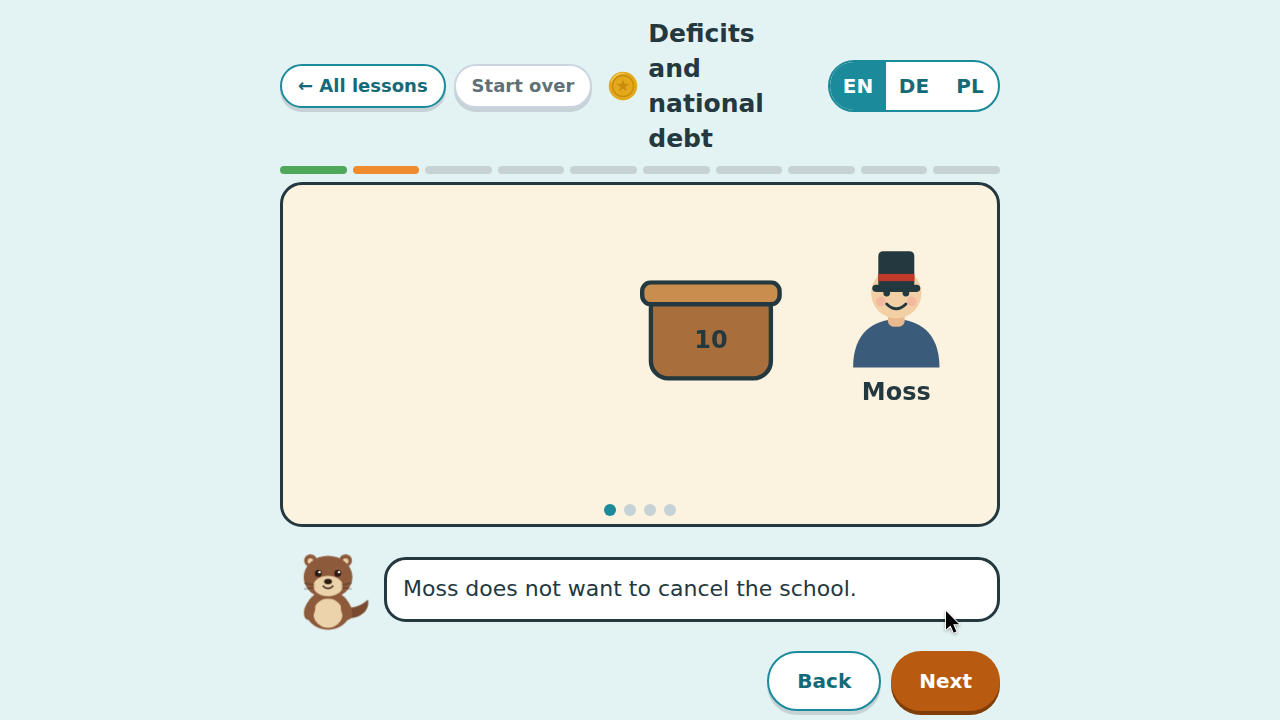 ← All lessons
Start over
Deficits
and
national
debt
EN DE PL
10
Moss
Moss does not want to cancel the school.
Back
Next